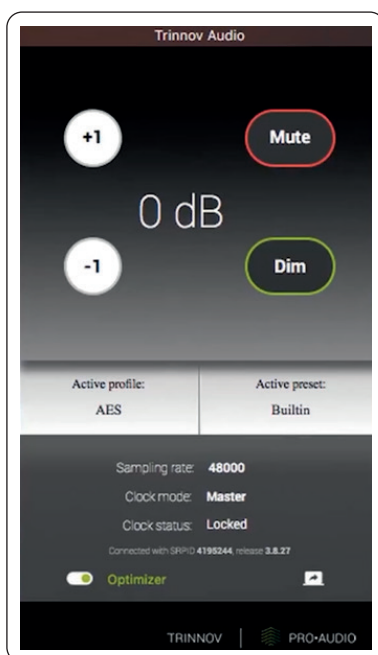 Trinnov Audio
+1 Mute
0 dB
-1 Dim
Active profile: Active preset:
AES Builtin
Sampling rate: 48000
Clock mode: Master
Clock status: Locked
Connected with SRPID 4195244, release 3.8.27
Optimizer
TRINNOV | PRO•AUDIO